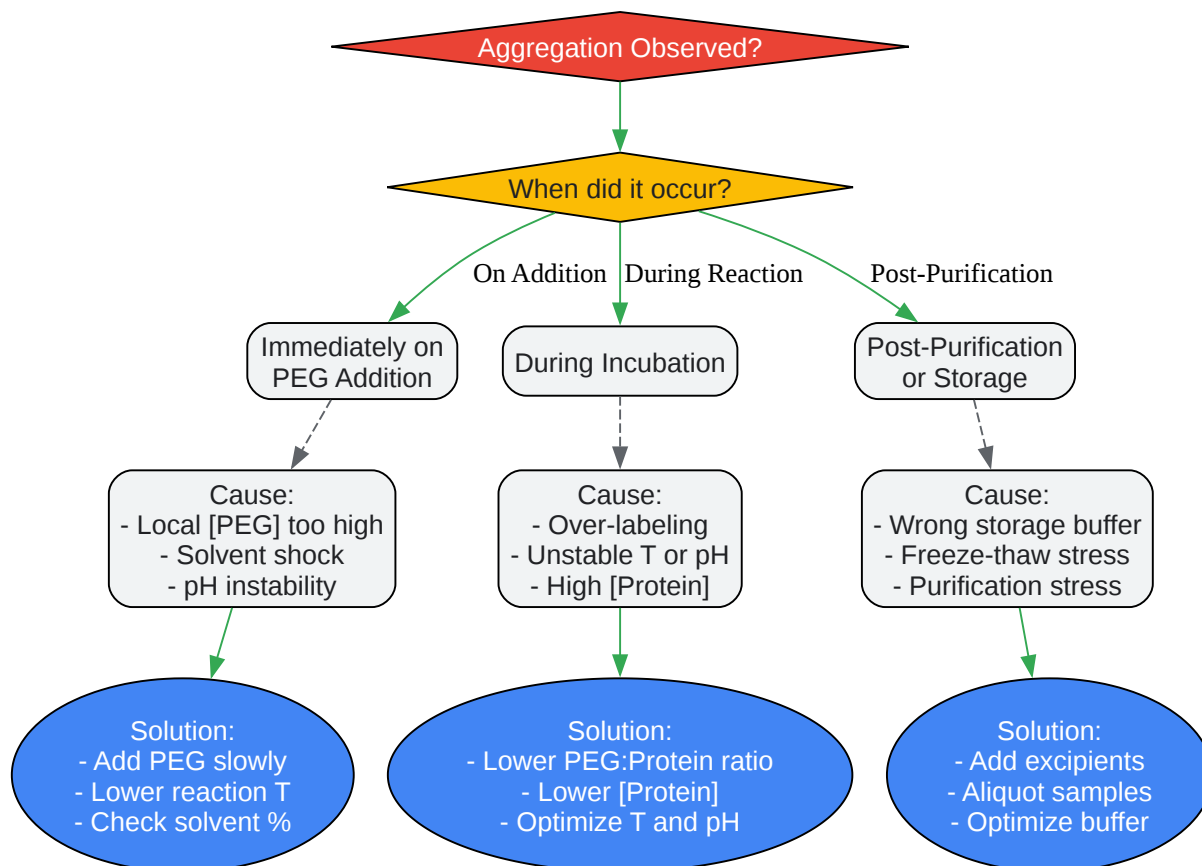 Aggregation Observed?
When did it occur?
On Addition
During Reaction
Post-Purification
Immediately on
PEG Addition
During Incubation
Post-Purification
or Storage
Cause:
- Local [PEG] too high
- Solvent shock
- pH instability
Cause:
- Over-labeling
- Unstable T or pH
- High [Protein]
Cause:
- Wrong storage buffer
- Freeze-thaw stress
- Purification stress
Solution:
- Add PEG slowly
- Lower reaction T
- Check solvent %
Solution:
- Lower PEG:Protein ratio
- Lower [Protein]
- Optimize T and pH
Solution:
- Add excipients
- Aliquot samples
- Optimize buffer